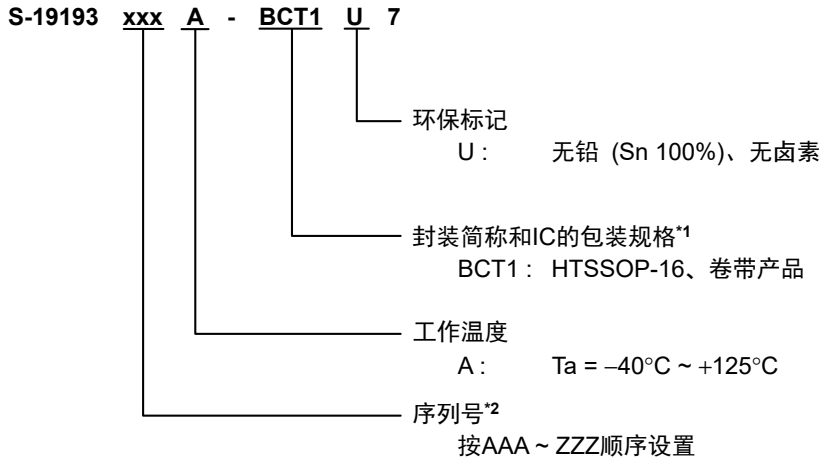 S-19193 xxx A - BCT1 U 7
环保标记
U : 无铅 (Sn 100%)、无卤素
封装简称和IC的包装规格*1
BCT1 : HTSSOP-16、卷带产品
工作温度
A : Ta = −40°C ~ +125°C
序列号*2
按AAA ~ ZZZ顺序设置